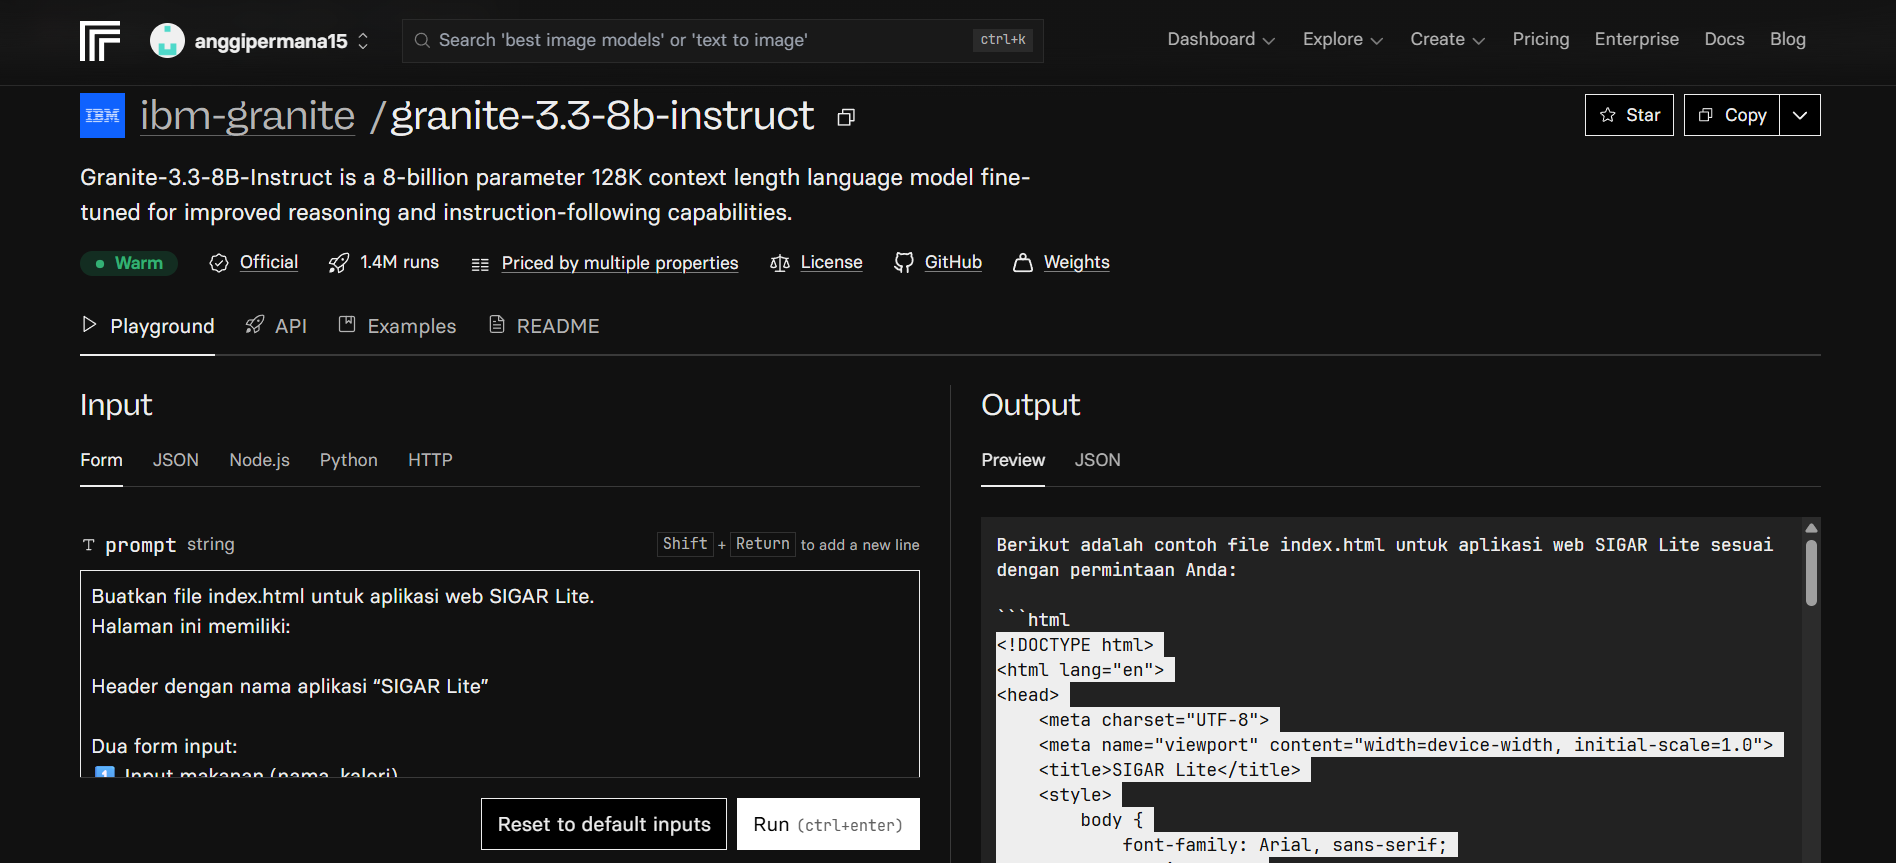 anggipermana15
Search 'best image models' or 'text to image'
ctrl+k
Dashboard Explore Create Pricing Enterprise Docs Blog
IBM
ibm-granite /granite-3.3-8b-instruct
Star Copy
Granite-3.3-8B-Instruct is a 8-billion parameter 128K context length language model fine-
tuned for improved reasoning and instruction-following capabilities.
Warm Official 1.4M runs Priced by multiple properties License GitHub Weights
Playground API Examples README
Input
Form JSON Node.js Python HTTP
T prompt string
Shift + Return to add a new line
Buatkan file index.html untuk aplikasi web SIGAR Lite.
Halaman ini memiliki:
Header dengan nama aplikasi “SIGAR Lite”
Dua form input:
1 Input makanan (nama, kalori)
Reset to default inputs
Run (ctrl+enter)
Output
Preview JSON
Berikut adalah contoh file index.html untuk aplikasi web SIGAR Lite sesuai
dengan permintaan Anda:
```html
<!DOCTYPE html>
<html lang="en">
<head>
<meta charset="UTF-8">
<meta name="viewport" content="width=device-width, initial-scale=1.0">
<title>SIGAR Lite</title>
<style>
body {
font-family: Arial, sans-serif;